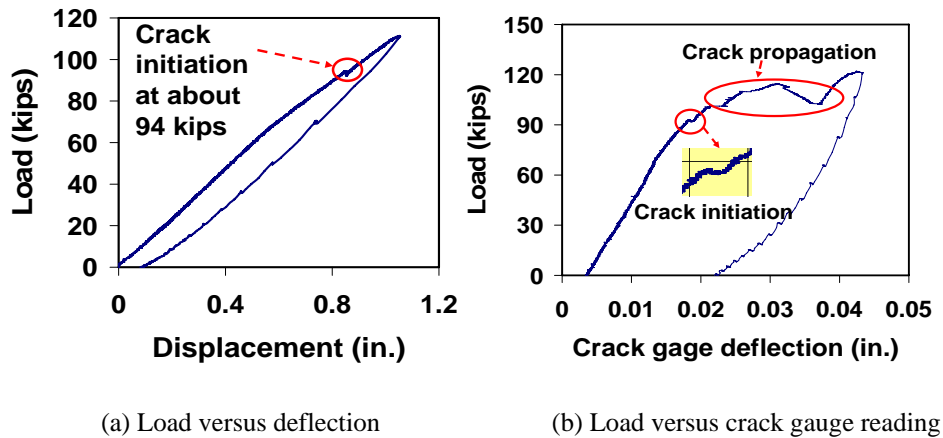 120
100
80
60
40
20
0
Load (kips)
Crack
initiation
at about
94 kips
0
0.4
0.8
1.2
Displacement (in.)
150
120
90
60
30
0
Load (kips)
Crack propagation
Crack initiation
0
0.01
0.02
0.03
0.04
0.05
Crack gage deflection (in.)
(a) Load versus deflection
(b) Load versus crack gauge reading